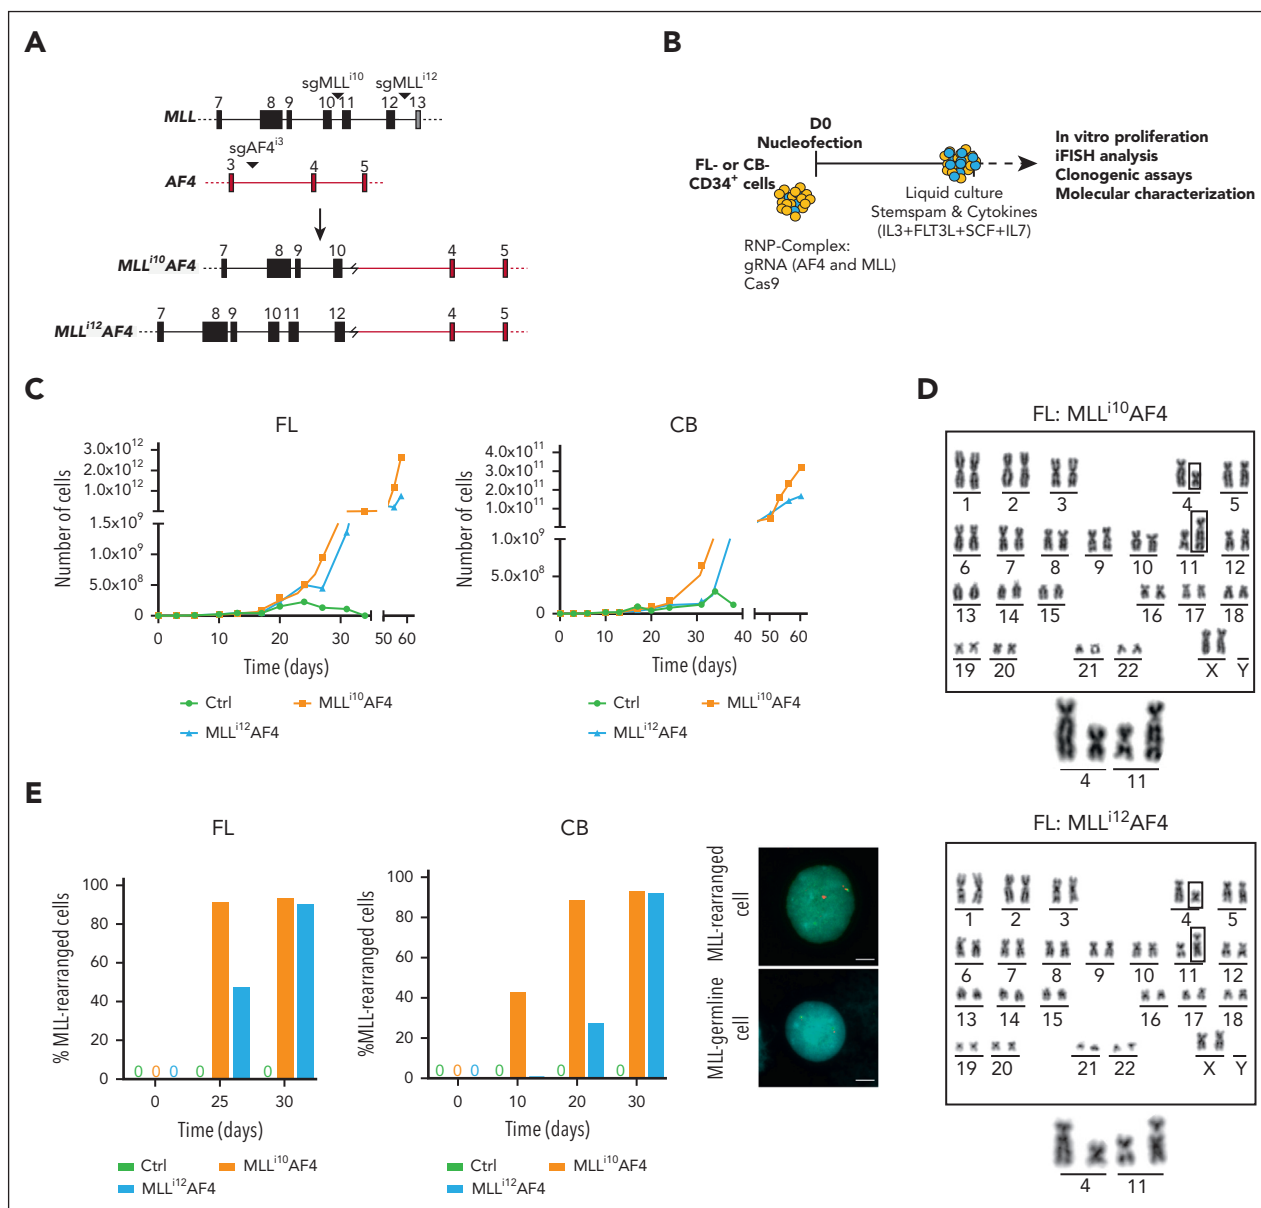 A
sgMLL^i10 sgMLL^i12
7 8 9 10 11 12 13
MLL
sgAF4^i3
3 4 5
AF4
7 8 9 10 4 5
MLL^i10AF4
7 8 9 10 11 12 4 5
MLL^i12AF4
B
D0
Nucleofection
FL- or CB-
CD34+ cells
RNP-Complex:
gRNA (AF4 and MLL)
Cas9
Liquid culture
Stemspam & Cytokines
(IL3+FLT3L+SCF+IL7)
In vitro proliferation
iFISH analysis
Clonogenic assays
Molecular characterization
C
FL
Number of cells
3.0x10^12
2.0x10^12
1.0x10^12
1.5x10^9
1.0x10^9
5.0x10^8
0
0 10 20 30 50 60
Time (days)
Ctrl MLL^i10AF4
MLL^i12AF4
CB
Number of cells
4.0x10^11
3.0x10^11
2.0x10^11
1.0x10^11
1.0x10^9
5.0x10^8
0
0 10 20 30 40 50 60
Time (days)
Ctrl MLL^i10AF4
MLL^i12AF4
D
FL: MLL^i10AF4
1 2 3 4 5
6 7 8 9 10 11 12
13 14 15 16 17 18
19 20 21 22 X Y
4 11
FL: MLL^i12AF4
1 2 3 4 5
6 7 8 9 10 11 12
13 14 15 16 17 18
19 20 21 22 X Y
4 11
E
FL
% MLL-rearranged cells
100
80
60
40
20
0
0 0 0 0 0
0 25 30
Time (days)
Ctrl MLL^i10AF4
MLL^i12AF4
CB
%MLL-rearranged cells
100
80
60
40
20
0
0 0 0 0 0 0
0 10 20 30
Time (days)
Ctrl MLL^i10AF4
MLL^i12AF4
MLL-rearranged
cell
MLL-germline
cell